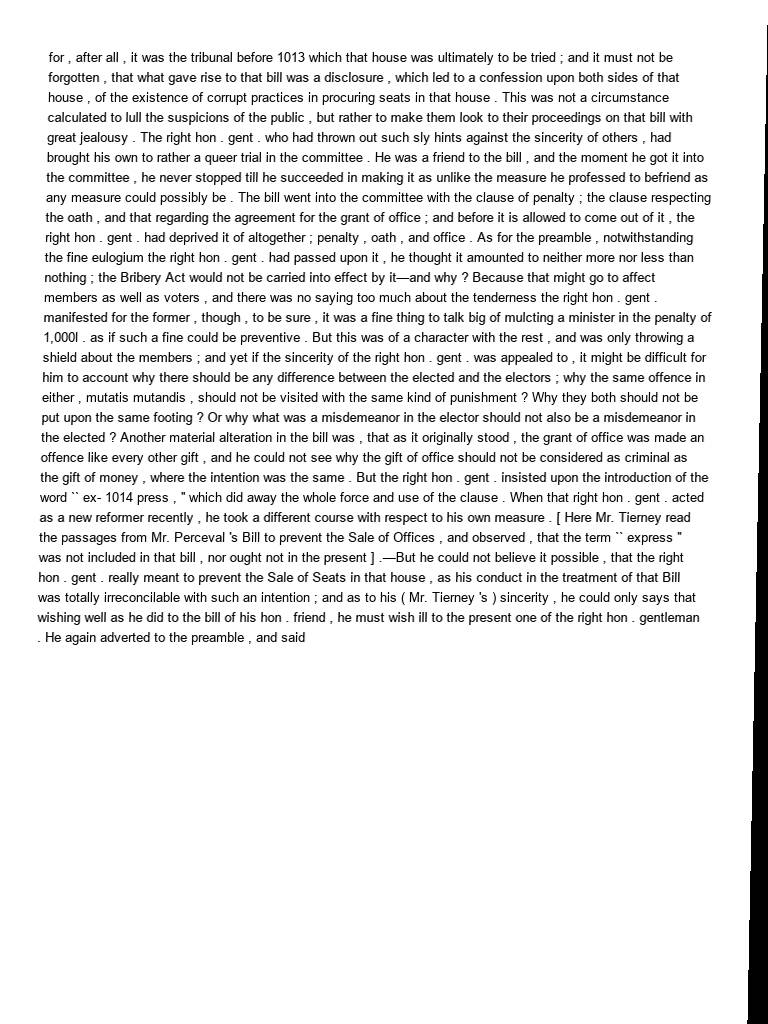 for , after all , it was the tribunal before 1013 which that house was ultimately to be tried ; and it must not be
forgotten , that what gave rise to that bill was a disclosure , which led to a confession upon both sides of that
house , of the existence of corrupt practices in procuring seats in that house . This was not a circumstance
calculated to lull the suspicions of the public , but rather to make them look to their proceedings on that bill with
great jealousy . The right hon . gent . who had thrown out such sly hints against the sincerity of others , had
brought his own to rather a queer trial in the committee . He was a friend to the bill , and the moment he got it into
the committee , he never stopped till he succeeded in making it as unlike the measure he professed to befriend as
any measure could possibly be . The bill went into the committee with the clause of penalty ; the clause respecting
the oath , and that regarding the agreement for the grant of office ; and before it is allowed to come out of it , the
right hon . gent . had deprived it of altogether ; penalty , oath , and office . As for the preamble , notwithstanding
the fine eulogium the right hon . gent . had passed upon it , he thought it amounted to neither more nor less than
nothing ; the Bribery Act would not be carried into effect by it—and why ? Because that might go to affect
members as well as voters , and there was no saying too much about the tenderness the right hon . gent .
manifested for the former , though , to be sure , it was a fine thing to talk big of mulcting a minister in the penalty of
1,000l . as if such a fine could be preventive . But this was of a character with the rest , and was only throwing a
shield about the members ; and yet if the sincerity of the right hon . gent . was appealed to , it might be difficult for
him to account why there should be any difference between the elected and the electors ; why the same offence in
either , mutatis mutandis , should not be visited with the same kind of punishment ? Why they both should not be
put upon the same footing ? Or why what was a misdemeanor in the elector should not also be a misdemeanor in
the elected ? Another material alteration in the bill was , that as it originally stood , the grant of office was made an
offence like every other gift , and he could not see why the gift of office should not be considered as criminal as
the gift of money , where the intention was the same . But the right hon . gent . insisted upon the introduction of the
word `` ex- 1014 press , " which did away the whole force and use of the clause . When that right hon . gent . acted
as a new reformer recently , he took a different course with respect to his own measure . [ Here Mr. Tierney read
the passages from Mr. Perceval 's Bill to prevent the Sale of Offices , and observed , that the term `` express "
was not included in that bill , nor ought not in the present ] .—But he could not believe it possible , that the right
hon . gent . really meant to prevent the Sale of Seats in that house , as his conduct in the treatment of that Bill
was totally irreconcilable with such an intention ; and as to his ( Mr. Tierney 's ) sincerity , he could only says that
wishing well as he did to the bill of his hon . friend , he must wish ill to the present one of the right hon . gentleman
. He again adverted to the preamble , and said